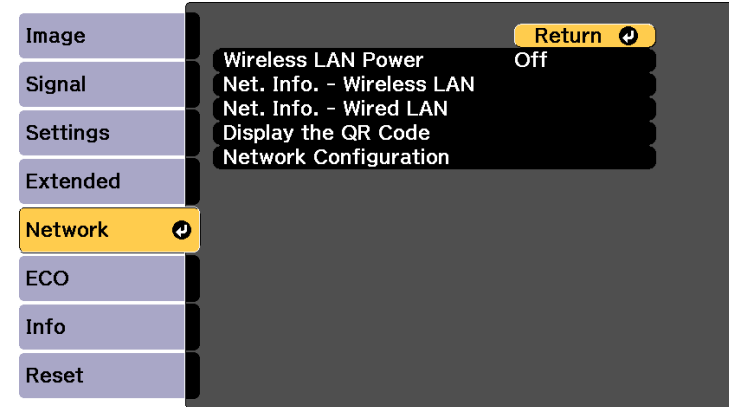 Image
Signal
Settings
Extended
Network
ECO
Info
Reset
Return
Wireless LAN Power Off
Net. Info. - Wireless LAN
Net. Info. - Wired LAN
Display the QR Code
Network Configuration